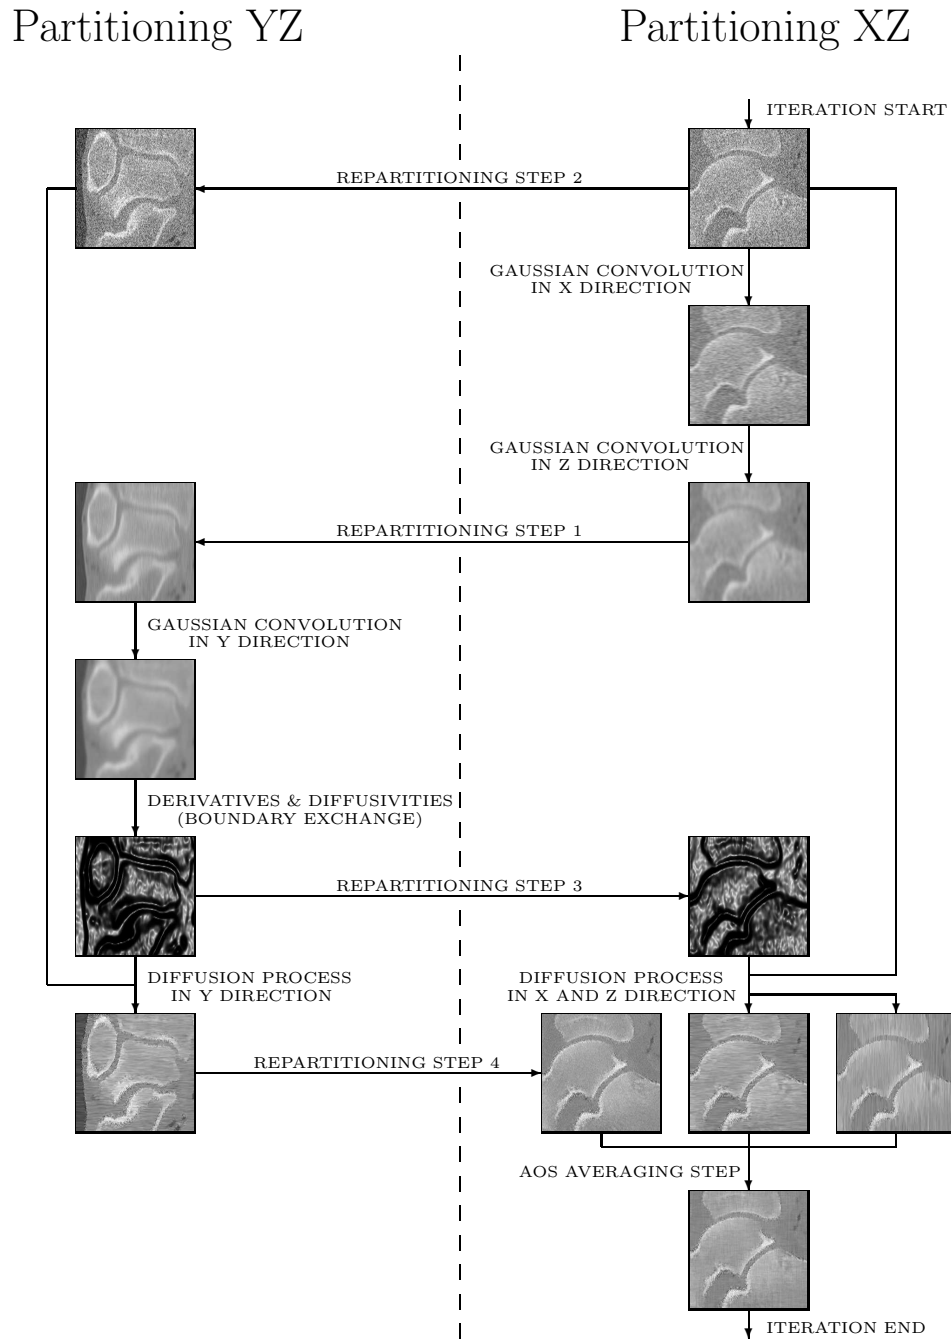 Partitioning YZ
Partitioning XZ
ITERATION START
REPARTITIONING STEP 2
GAUSSIAN CONVOLUTION
IN X DIRECTION
GAUSSIAN CONVOLUTION
IN Z DIRECTION
REPARTITIONING STEP 1
GAUSSIAN CONVOLUTION
IN Y DIRECTION
DERIVATIVES & DIFFUSIVITIES
(BOUNDARY EXCHANGE)
REPARTITIONING STEP 3
DIFFUSION PROCESS
IN Y DIRECTION
DIFFUSION PROCESS
IN X AND Z DIRECTION
REPARTITIONING STEP 4
AOS AVERAGING STEP
ITERATION END